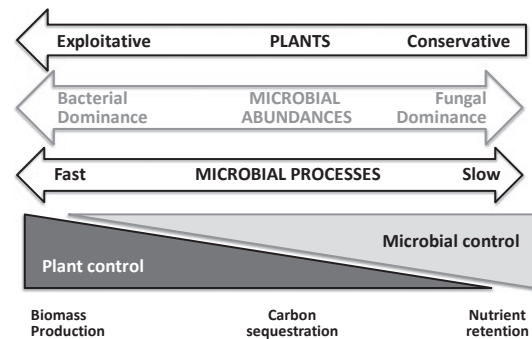 Exploitative PLANTS Conservative
Bacterial MICROBIAL Fungal
Dominance ABUNDANCES Dominance
Fast MICROBIAL PROCESSES Slow
Microbial control
Plant control
Biomass Carbon Nutrient
Production sequestration retention